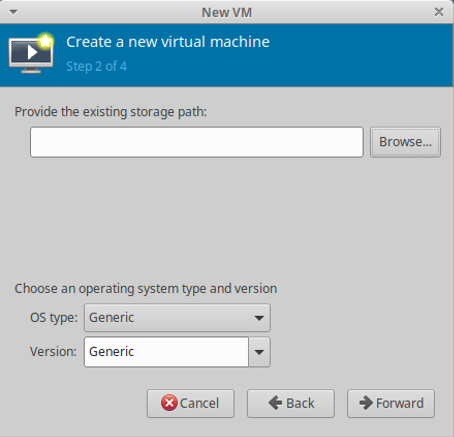 New VM
Create a new virtual machine
Step 2 of 4
Provide the existing storage path:
Browse...
Choose an operating system type and version
OS type: Generic
Version: Generic
Cancel Back Forward